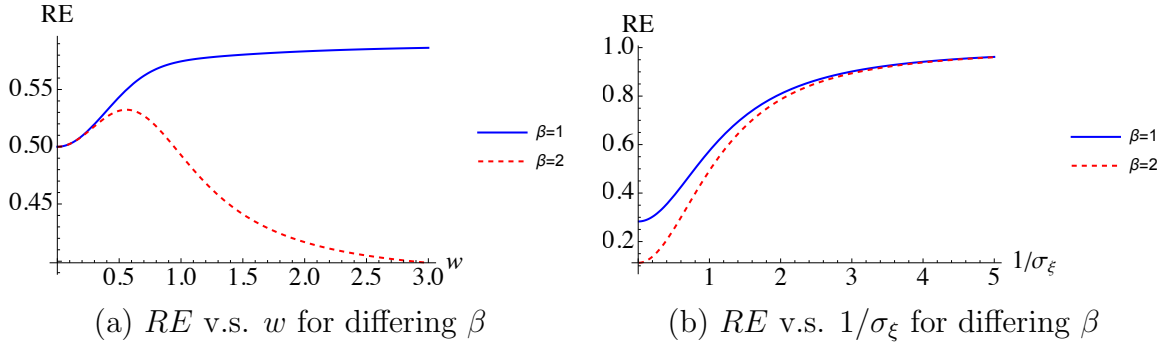 RE
0.55
0.50
0.45
0.5 1.0 1.5 2.0 2.5 3.0 w
β=1
β=2
(a) RE v.s. w for differing β
RE
1.0
0.8
0.6
0.4
0.2
1 2 3 4 5 1/σ_ξ
β=1
β=2
(b) RE v.s. 1/σ_ξ for differing β